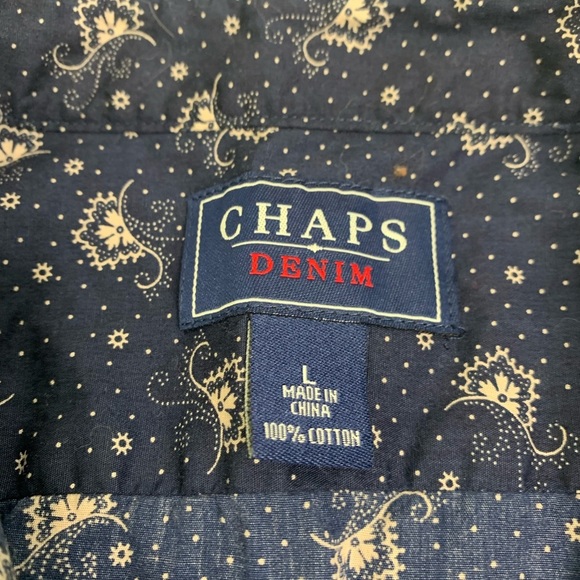 CHAPS
DENIM
L
MADE IN
CHINA
100% COTTON